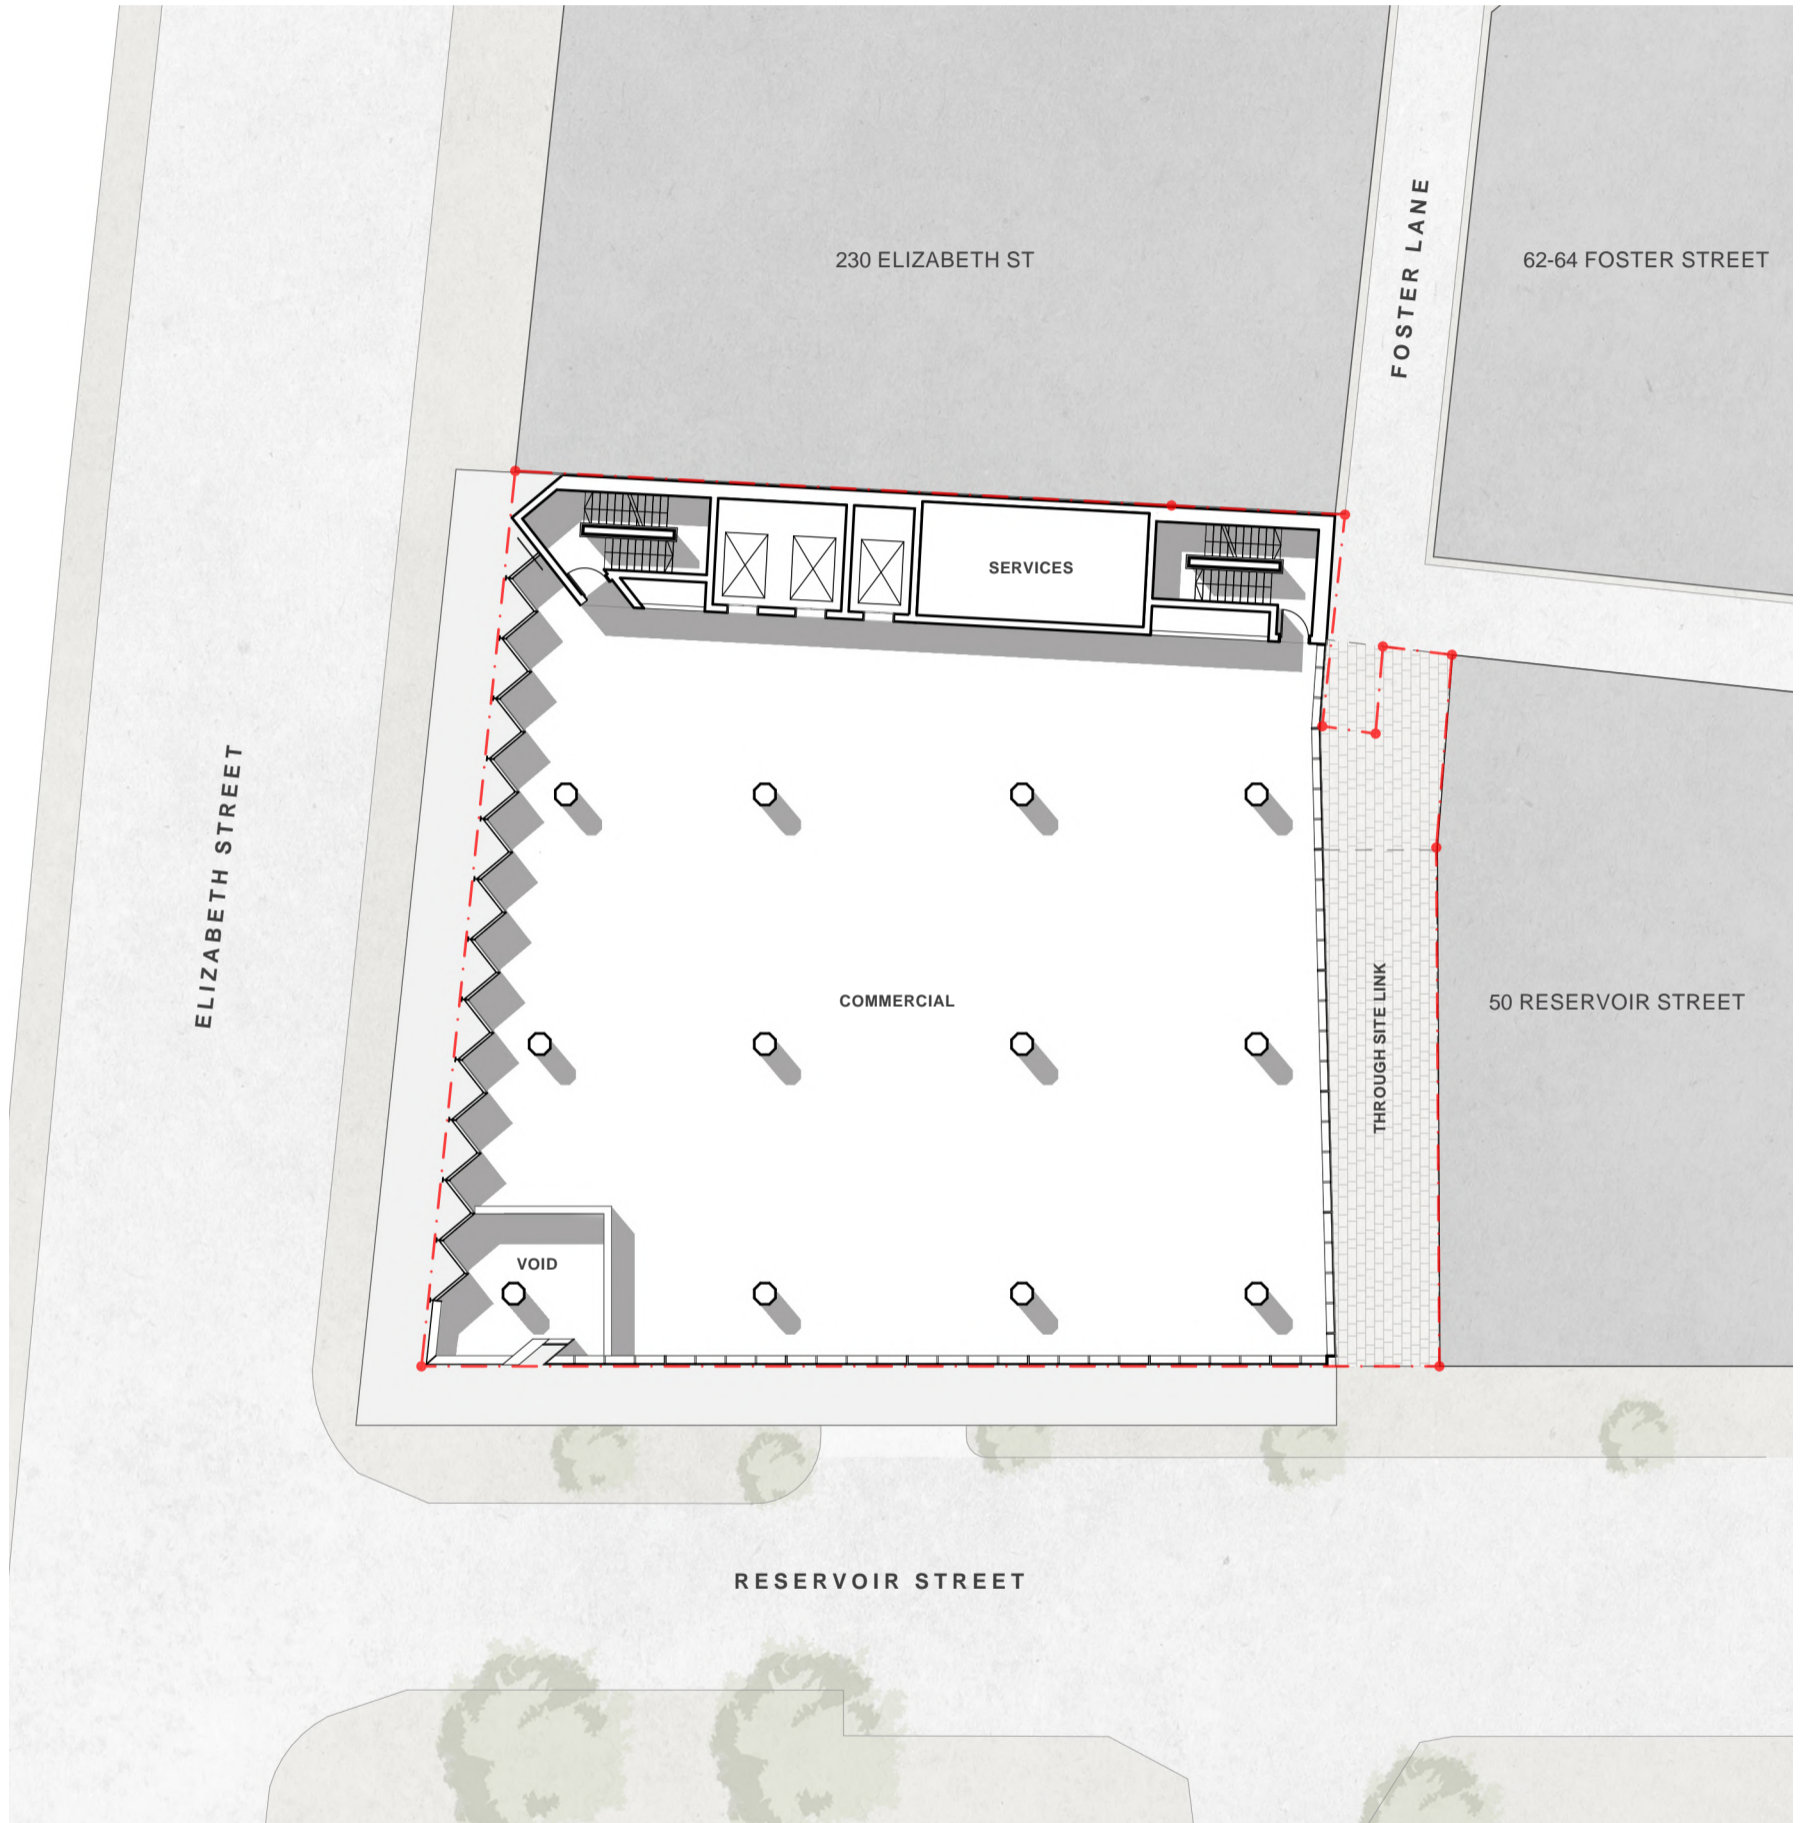 230 ELIZABETH ST
62-64 FOSTER STREET
FOSTER LANE
SERVICES
ELIZABETH STREET
COMMERCIAL
THROUGH SITE LINK
50 RESERVOIR STREET
VOID
RESERVOIR STREET